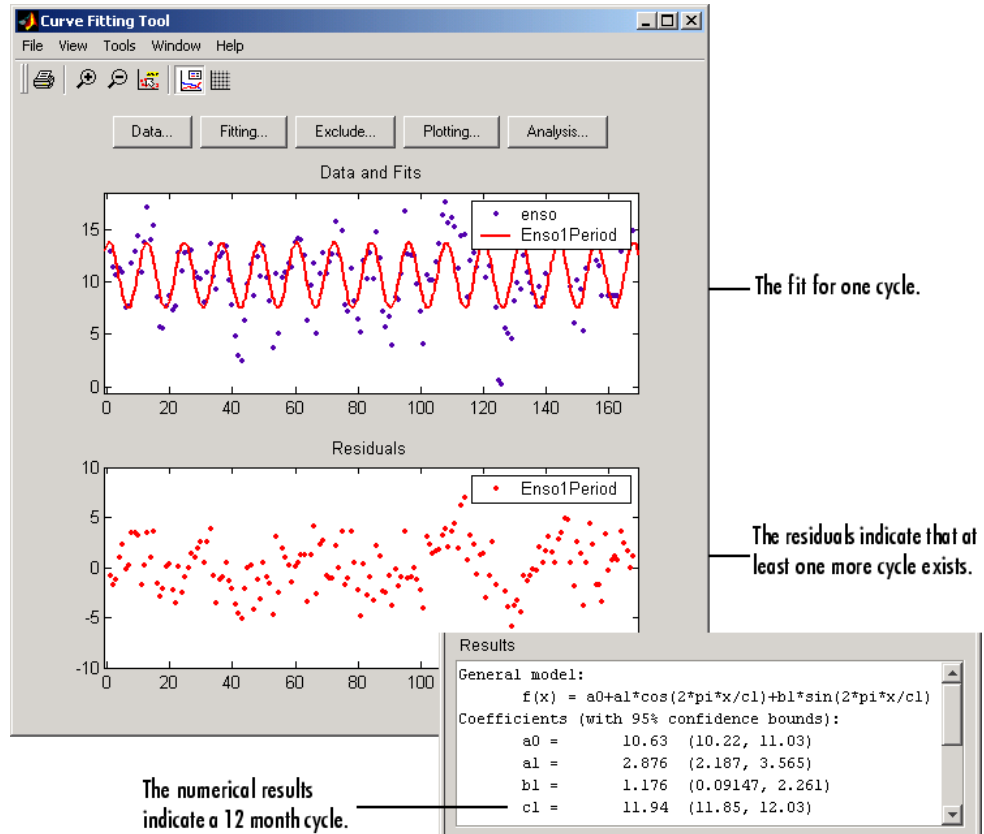 Curve Fitting Tool
File View Tools Window Help
Data... Fitting... Exclude... Plotting... Analysis...
Data and Fits
enso
Enso1Period
15
10
5
0
0 20 40 60 80 100 120 140 160
The fit for one cycle.
Residuals
Enso1Period
10
5
0
-5
-10
0 20 40 60 80 100
The residuals indicate that at
least one more cycle exists.
Results
General model:
f(x) = a0+a1*cos(2*pi*x/c1)+b1*sin(2*pi*x/c1)
Coefficients (with 95% confidence bounds):
a0 = 10.63 (10.22, 11.03)
a1 = 2.876 (2.187, 3.565)
b1 = 1.176 (0.09147, 2.261)
c1 = 11.94 (11.85, 12.03)
The numerical results
indicate a 12 month cycle.